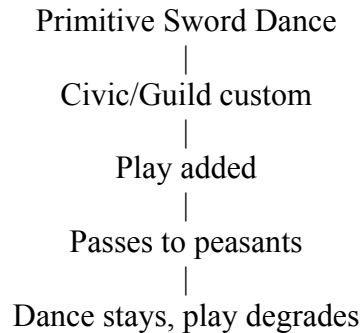 Primitive Sword Dance
|
Civic/Guild custom
|
Play added
|
Passes to peasants
|
Dance stays, play degrades